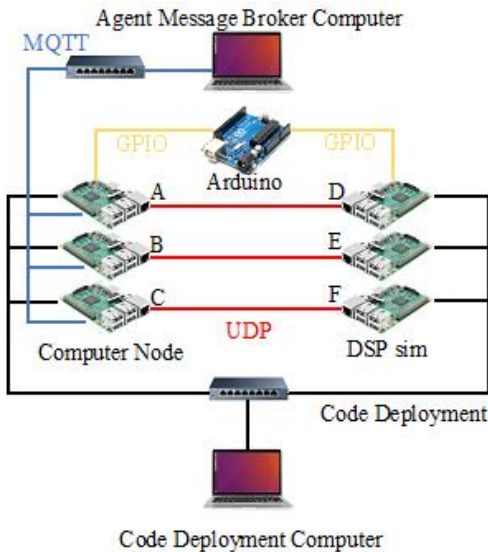 Agent Message Broker Computer
MQTT
GPIO
GPIO
Arduino
A
D
B
E
C
F
UDP
Computer Node
DSP sim
Code Deployment
Code Deployment Computer